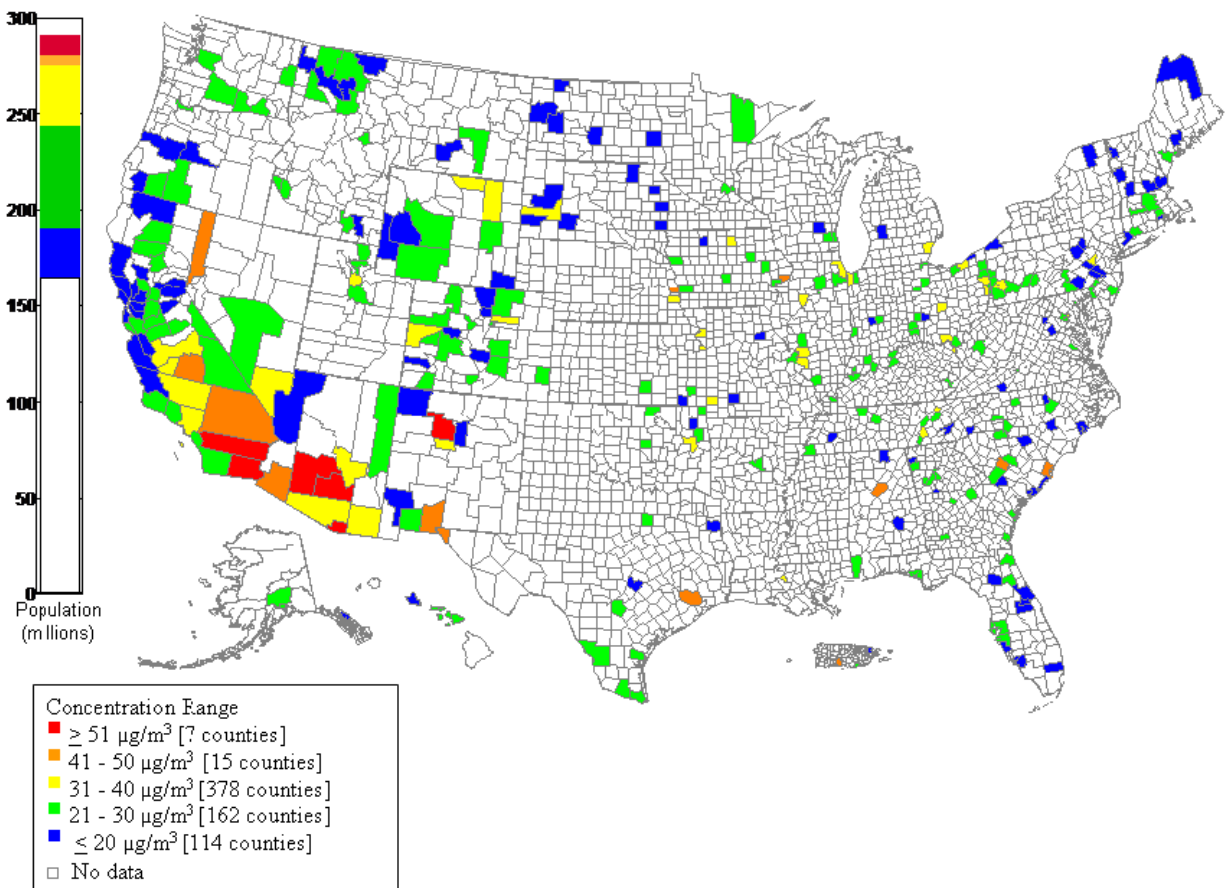 300
250
200
150
100
50
0
Population
(millions)
Concentration Range
≥ 51 µg/m³ [7 counties]
41 - 50 µg/m³ [15 counties]
31 - 40 µg/m³ [378 counties]
21 - 30 µg/m³ [162 counties]
≤ 20 µg/m³ [114 counties]
No data